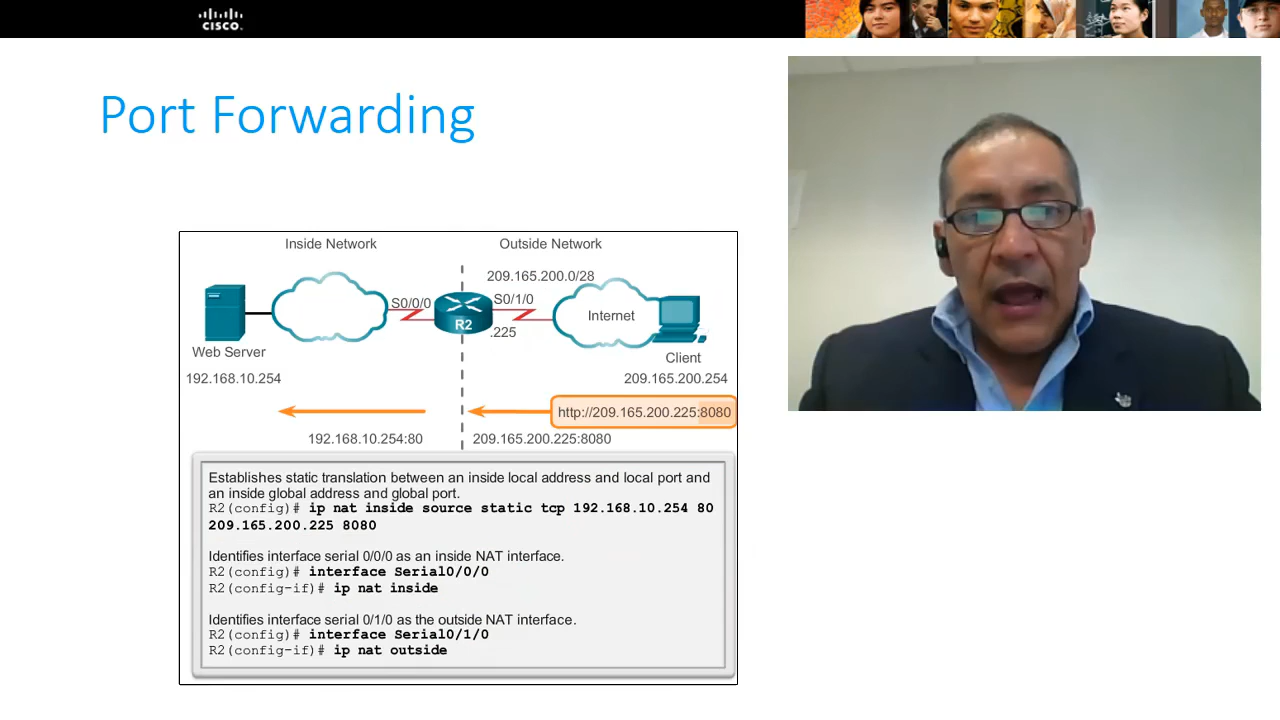 CISCO
Port Forwarding
Inside Network
Outside Network
209.165.200.0/28
S0/0/0
S0/1/0
R2
.225
Internet
Web Server
192.168.10.254
Client
209.165.200.254
http://209.165.200.225:8080
192.168.10.254:80
209.165.200.225:8080
Establishes static translation between an inside local address and local port and
an inside global address and global port.
R2(config)# ip nat inside source static tcp 192.168.10.254 80
209.165.200.225 8080
Identifies interface serial 0/0/0 as an inside NAT interface.
R2(config)# interface Serial0/0/0
R2(config-if)# ip nat inside
Identifies interface serial 0/1/0 as the outside NAT interface.
R2(config)# interface Serial0/1/0
R2(config-if)# ip nat outside